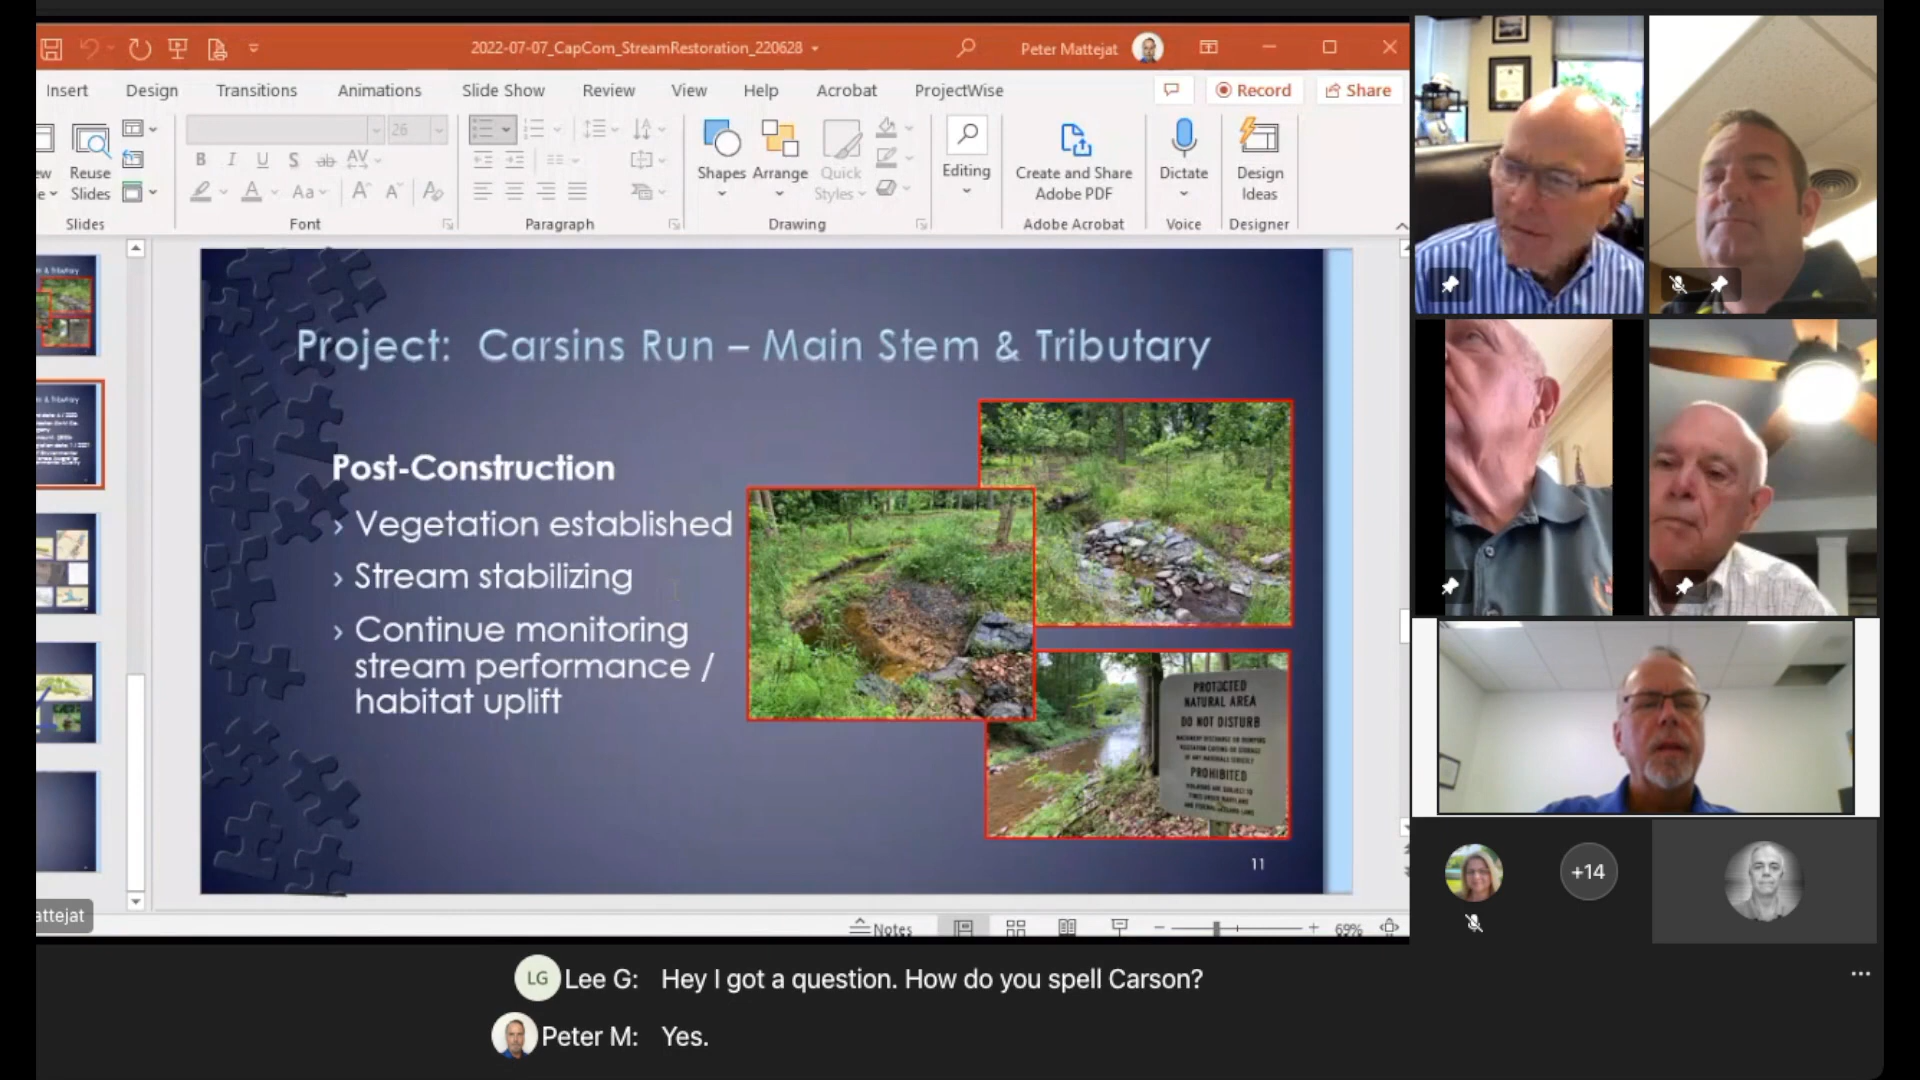 2022-07-07_CapCom_StreamRestoration_220628
Peter Mattejat
Insert Design Transitions Animations Slide Show Review View Help Acrobat ProjectWise
Record
Share
26
Reuse Slides
Shapes
Arrange
Quick Styles
Editing
Create and Share Adobe PDF
Dictate
Design Ideas
Slides
Font
Paragraph
Drawing
Adobe Acrobat
Voice
Designer
Project: Carsins Run – Main Stem & Tributary
Post-Construction
› Vegetation established
› Stream stabilizing
› Continue monitoring
stream performance /
habitat uplift
PROTECTED
NATURAL AREA
DO NOT DISTURB
PROHIBITED
11
attejat
Notes
69%
+14
LG Lee G: Hey I got a question. How do you spell Carson?
Peter M: Yes.